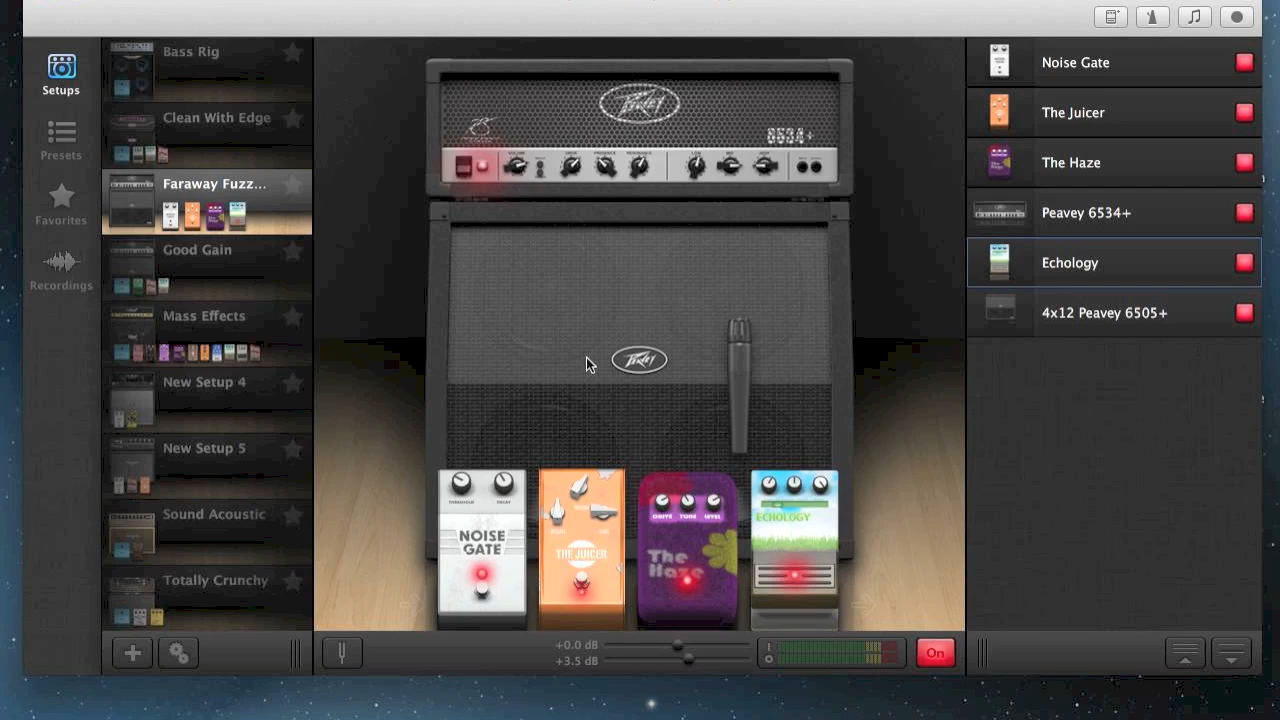 Setups
Presets
Favorites
Recordings
Bass Rig
Clean With Edge
Faraway Fuzz...
Good Gain
Mass Effects
New Setup 4
New Setup 5
Sound Acoustic
Totally Crunchy
PEAVEY
6534+
PEAVEY
NOISE
GATE
THE JUICER
DRIVE TONE LEVEL
The
Haze
ECHOLOGY
+0.0 dB
+3.5 dB
I
O
On
Noise Gate
The Juicer
The Haze
Peavey 6534+
Echology
4x12 Peavey 6505+